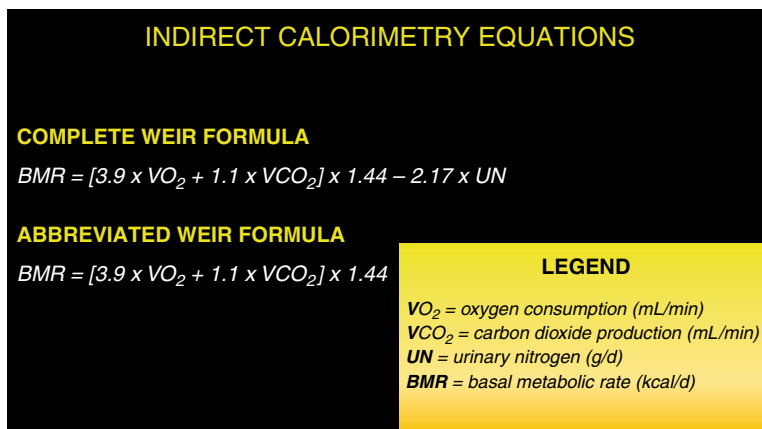 INDIRECT CALORIMETRY EQUATIONS
COMPLETE WEIR FORMULA
BMR = [3.9 x VO₂ + 1.1 x VCO₂] x 1.44 – 2.17 x UN
ABBREVIATED WEIR FORMULA
BMR = [3.9 x VO₂ + 1.1 x VCO₂] x 1.44
LEGEND
VO₂ = oxygen consumption (mL/min)
VCO₂ = carbon dioxide production (mL/min)
UN = urinary nitrogen (g/d)
BMR = basal metabolic rate (kcal/d)